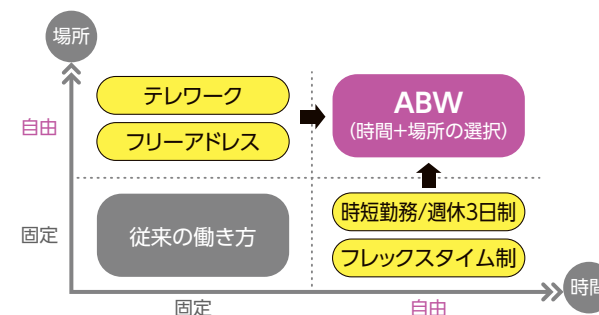 場所
自由
テレワーク
フリーアドレス
ABW
(時間+場所の選択)
固定
従来の働き方
時短勤務/週休3日制
フレックスタイム制
時間
固定
自由